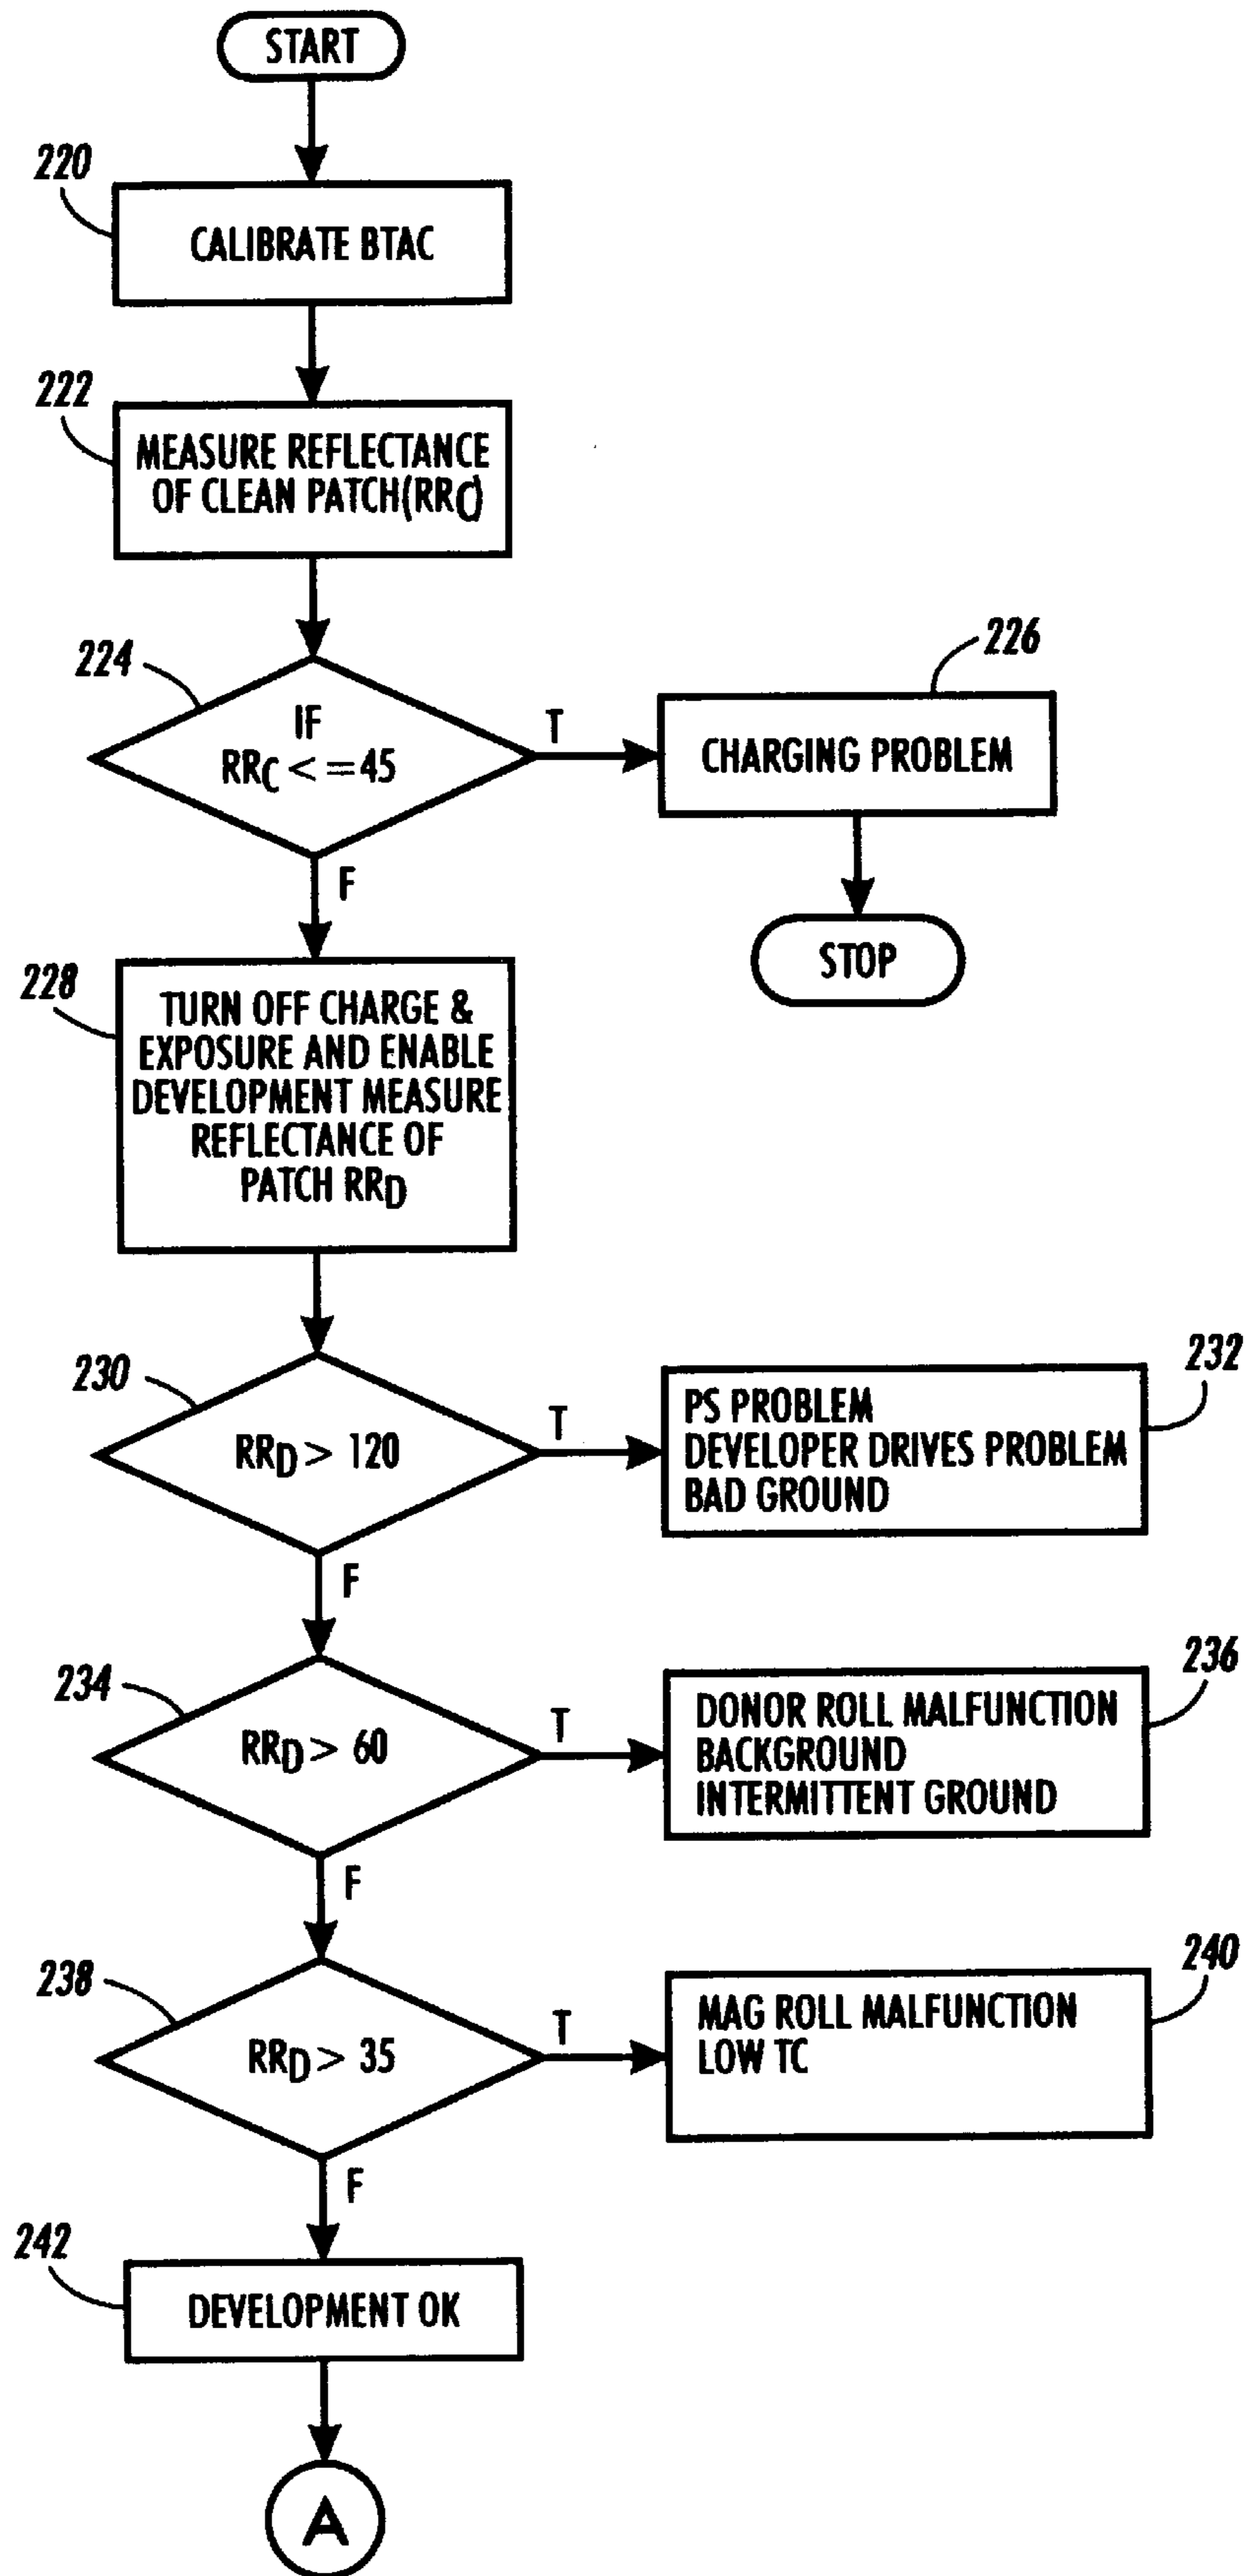 START
220
CALIBRATE BTAC
222
MEASURE REFLECTANCE
OF CLEAN PATCH(RRC)
224
IF
RRC <=45
T
226
CHARGING PROBLEM
F
STOP
228
TURN OFF CHARGE &
EXPOSURE AND ENABLE
DEVELOPMENT MEASURE
REFLECTANCE OF
PATCH RRD
230
RRD > 120
T
232
PS PROBLEM
DEVELOPER DRIVES PROBLEM
BAD GROUND
F
234
RRD > 60
T
236
DONOR ROLL MALFUNCTION
BACKGROUND
INTERMITTENT GROUND
F
238
RRD > 35
T
240
MAG ROLL MALFUNCTION
LOW TC
F
242
DEVELOPMENT OK
A